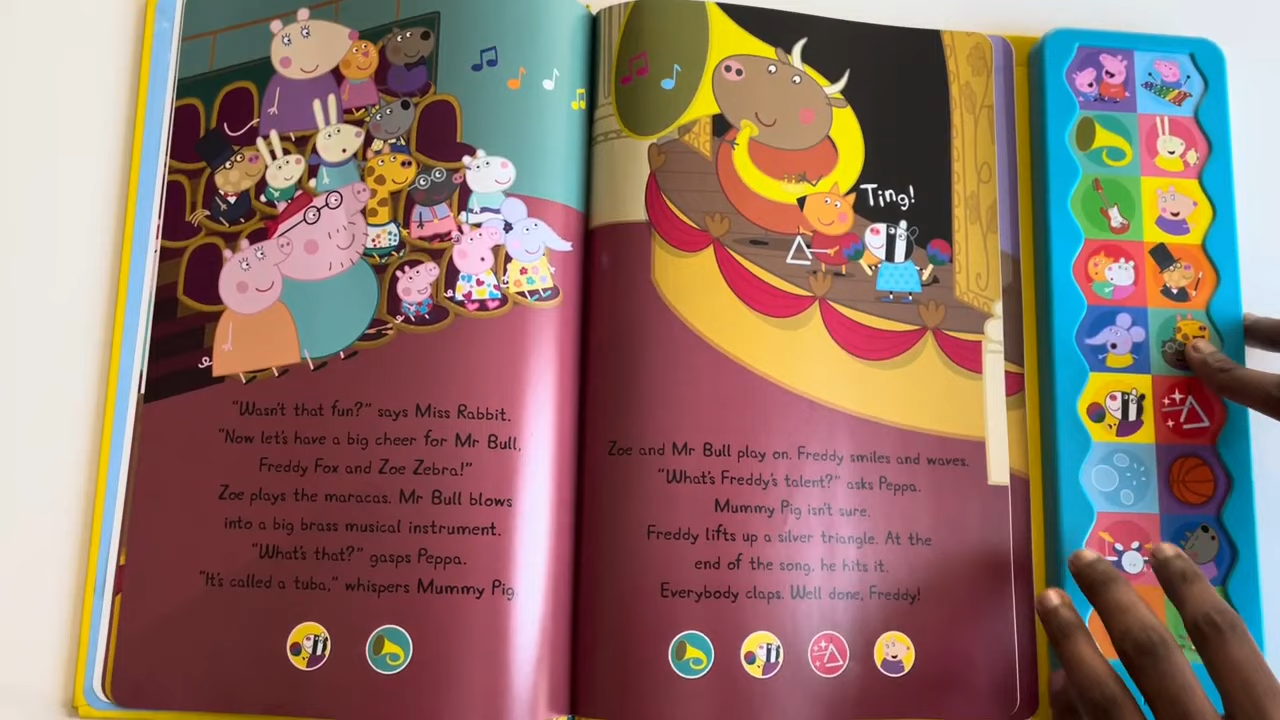 "Wasn't that fun?" says Miss Rabbit.
"Now let's have a big cheer for Mr Bull,
Freddy Fox and Zoe Zebra!"
Zoe plays the maracas. Mr Bull blows
into a big brass musical instrument.
"What's that?" gasps Peppa.
"It's called a tuba," whispers Mummy Pig
Ting!
Zoe and Mr Bull play on. Freddy smiles and waves.
"What's Freddy's talent?" asks Peppa.
Mummy Pig isn't sure.
Freddy lifts up a silver triangle. At the
end of the song, he hits it.
Everybody claps. Well done, Freddy!